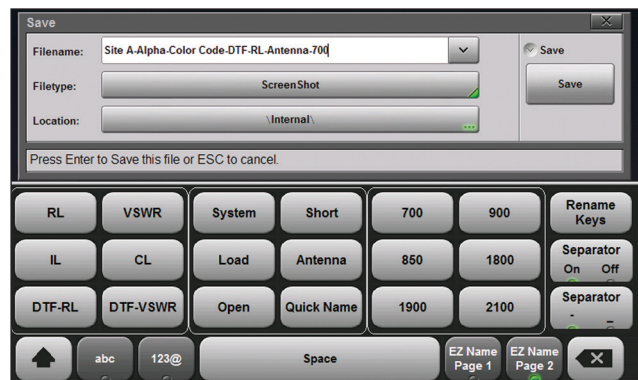 Save
Filename: Site A-Alpha-Color Code-DTF-RL-Antenna-700 Save
Filetype: ScreenShot Save
Location: \Internal\
Press Enter to Save this file or ESC to cancel.
RL VSWR System Short 700 900 Rename Keys
IL CL Load Antenna 850 1800 Separator On Off
DTF-RL DTF-VSWR Open Quick Name 1900 2100 Separator - _
abc 123@ Space EZ Name Page 1 EZ Name Page 2